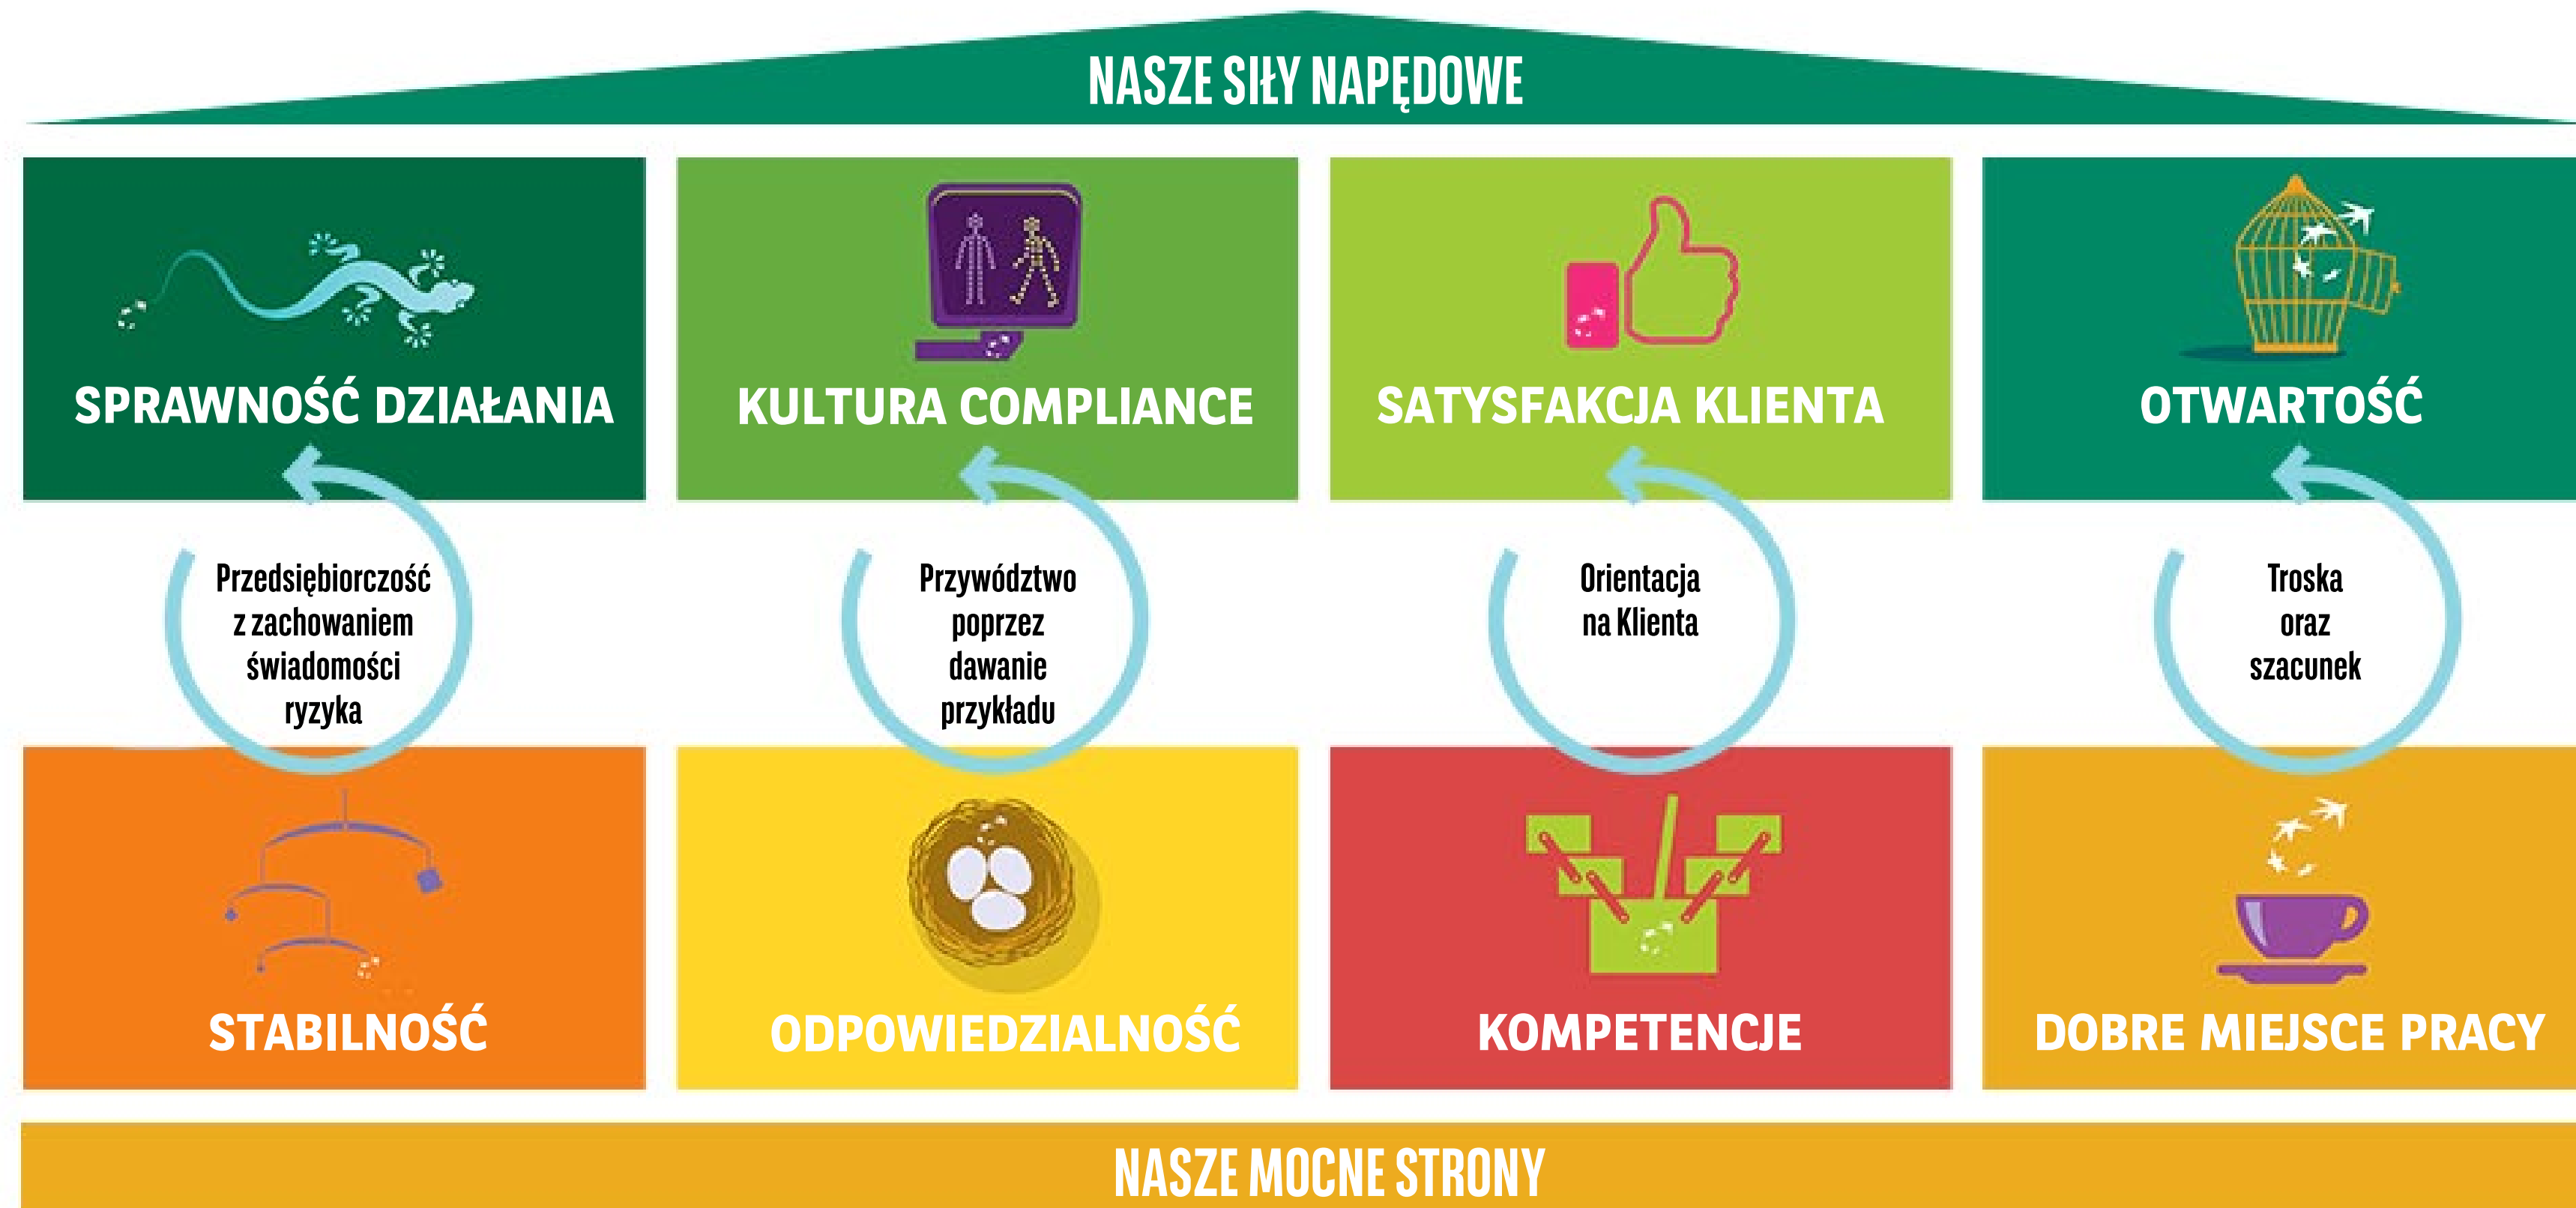 NASZE SIŁY NAPĘDOWE
SPRAWNOŚĆ DZIAŁANIA
KULTURA COMPLIANCE
SATYSFAKCJA KLIENTA
OTWARTOŚĆ
Przedsiębiorczość
z zachowaniem
świadomości
ryzyka
Przywództwo
poprzez
dawanie
przykładu
Orientacja
na Klienta
Troska
oraz
szacunek
STABILNOŚĆ
ODPOWIEDZIALNOŚĆ
KOMPETENCJE
DOBRE MIEJSCE PRACY
NASZE MOCNE STRONY